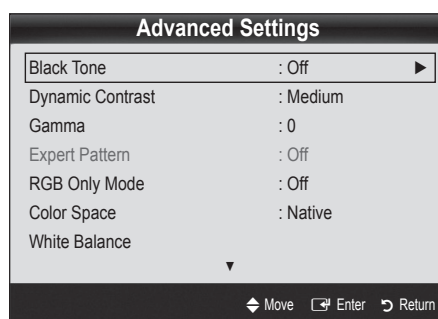 Advanced Settings
Black Tone : Off ▶
Dynamic Contrast : Medium
Gamma : 0
Expert Pattern : Off
RGB Only Mode : Off
Color Space : Native
White Balance
▼
Move Enter Return